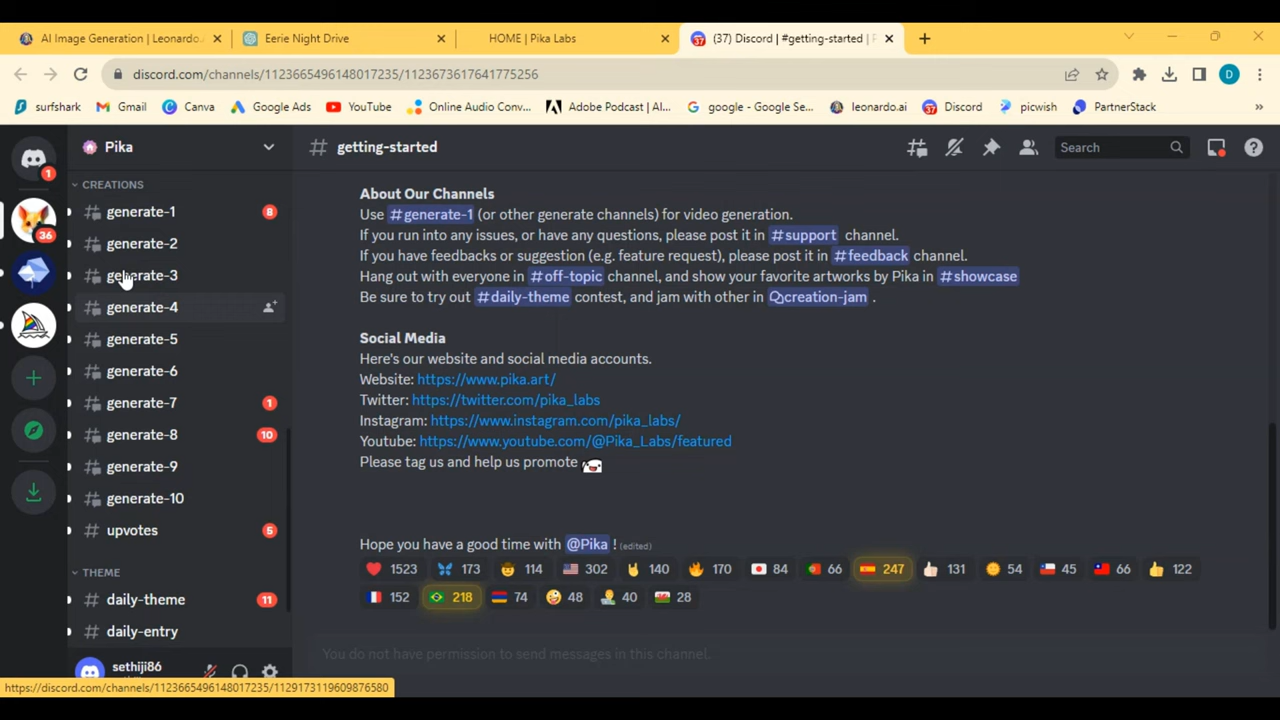 AI Image Generation | Leonardo.
Eerie Night Drive
HOME | Pika Labs
(37) Discord | #getting-started | P
discord.com/channels/1123665496148017235/1123673617641775256
surfshark
Gmail
Canva
Google Ads
YouTube
Online Audio Conv...
Adobe Podcast | AI...
google - Google Se...
leonardo.ai
Discord
picwish
PartnerStack
Pika
getting-started
Search
CREATIONS
generate-1 8
generate-2
generate-3
generate-4
generate-5
generate-6
generate-7 1
generate-8 10
generate-9
generate-10
upvotes 5
THEME
daily-theme 11
daily-entry
sethiji86
1
36
About Our Channels
Use #generate-1 (or other generate channels) for video generation.
If you run into any issues, or have any questions, please post it in #support channel.
If you have feedbacks or suggestion (e.g. feature request), please post it in #feedback channel.
Hang out with everyone in #off-topic channel, and show your favorite artworks by Pika in #showcase
Be sure to try out #daily-theme contest, and jam with other in creation-jam .
Social Media
Here's our website and social media accounts.
Website: https://www.pika.art/
Twitter: https://twitter.com/pika_labs
Instagram: https://www.instagram.com/pika_labs/
Youtube: https://www.youtube.com/@Pika_Labs/featured
Please tag us and help us promote
Hope you have a good time with @Pika ! (edited)
1523 173 114 302 140 170 84 66 247 131 54 45 66 122
152 218 74 48 40 28
You do not have permission to send messages in this channel.
https://discord.com/channels/1123665496148017235/1129173119609876580